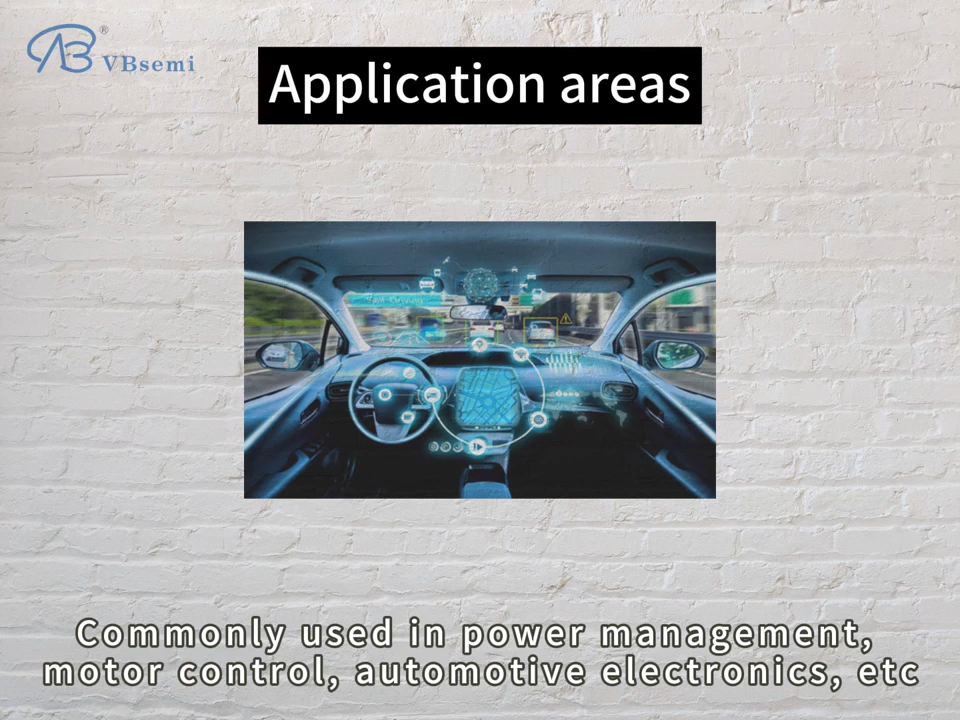 VBsemi
Application areas
Commonly used in power management,
motor control, automotive electronics, etc